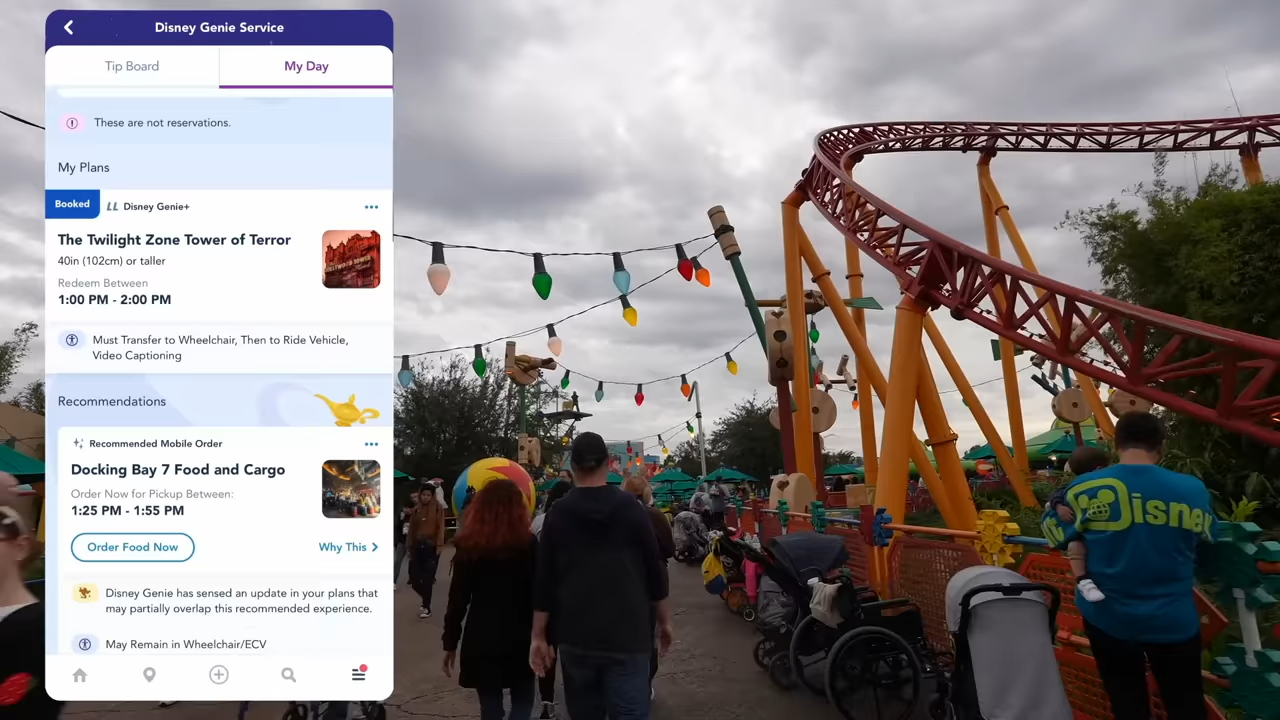 Disney Genie Service
Tip Board
My Day
These are not reservations.
My Plans
Booked
LL Disney Genie+
The Twilight Zone Tower of Terror
40in (102cm) or taller
Redeem Between
1:00 PM - 2:00 PM
Must Transfer to Wheelchair, Then to Ride Vehicle,
Video Captioning
Recommendations
Recommended Mobile Order
Docking Bay 7 Food and Cargo
Order Now for Pickup Between:
1:25 PM - 1:55 PM
Order Food Now
Why This
Disney Genie has sensed an update in your plans that
may partially overlap this recommended experience.
May Remain in Wheelchair/ECV
Disney